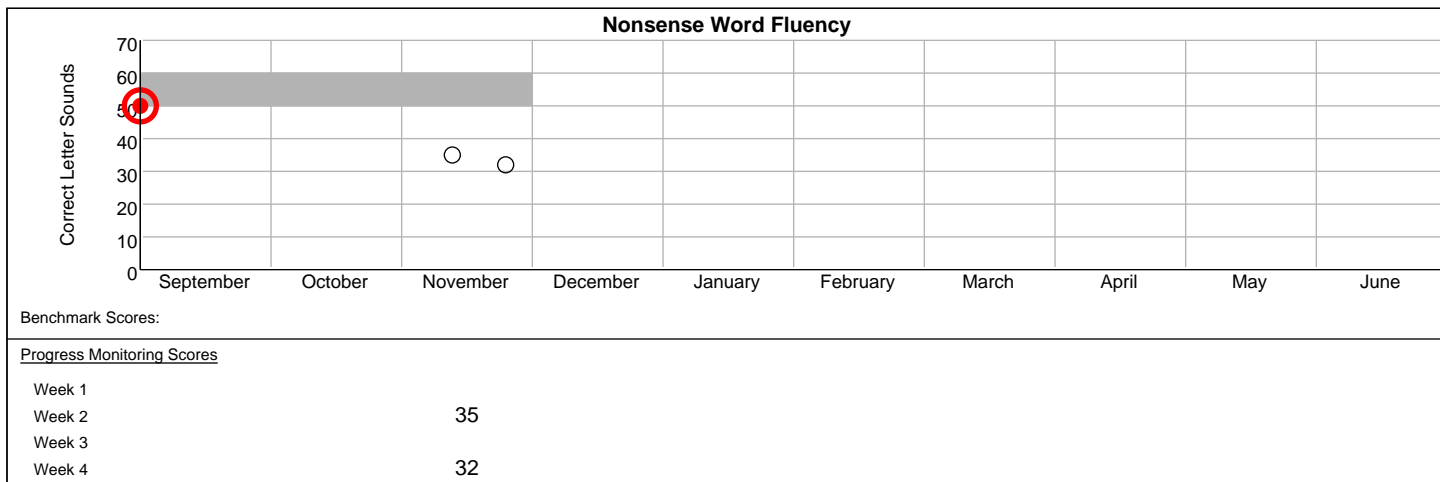 Nonsense Word Fluency
Correct Letter Sounds
70
60
50
40
30
20
10
0
September October November December January February March April May June
Benchmark Scores:
Progress Monitoring Scores
Week 1
Week 2 35
Week 3
Week 4 32